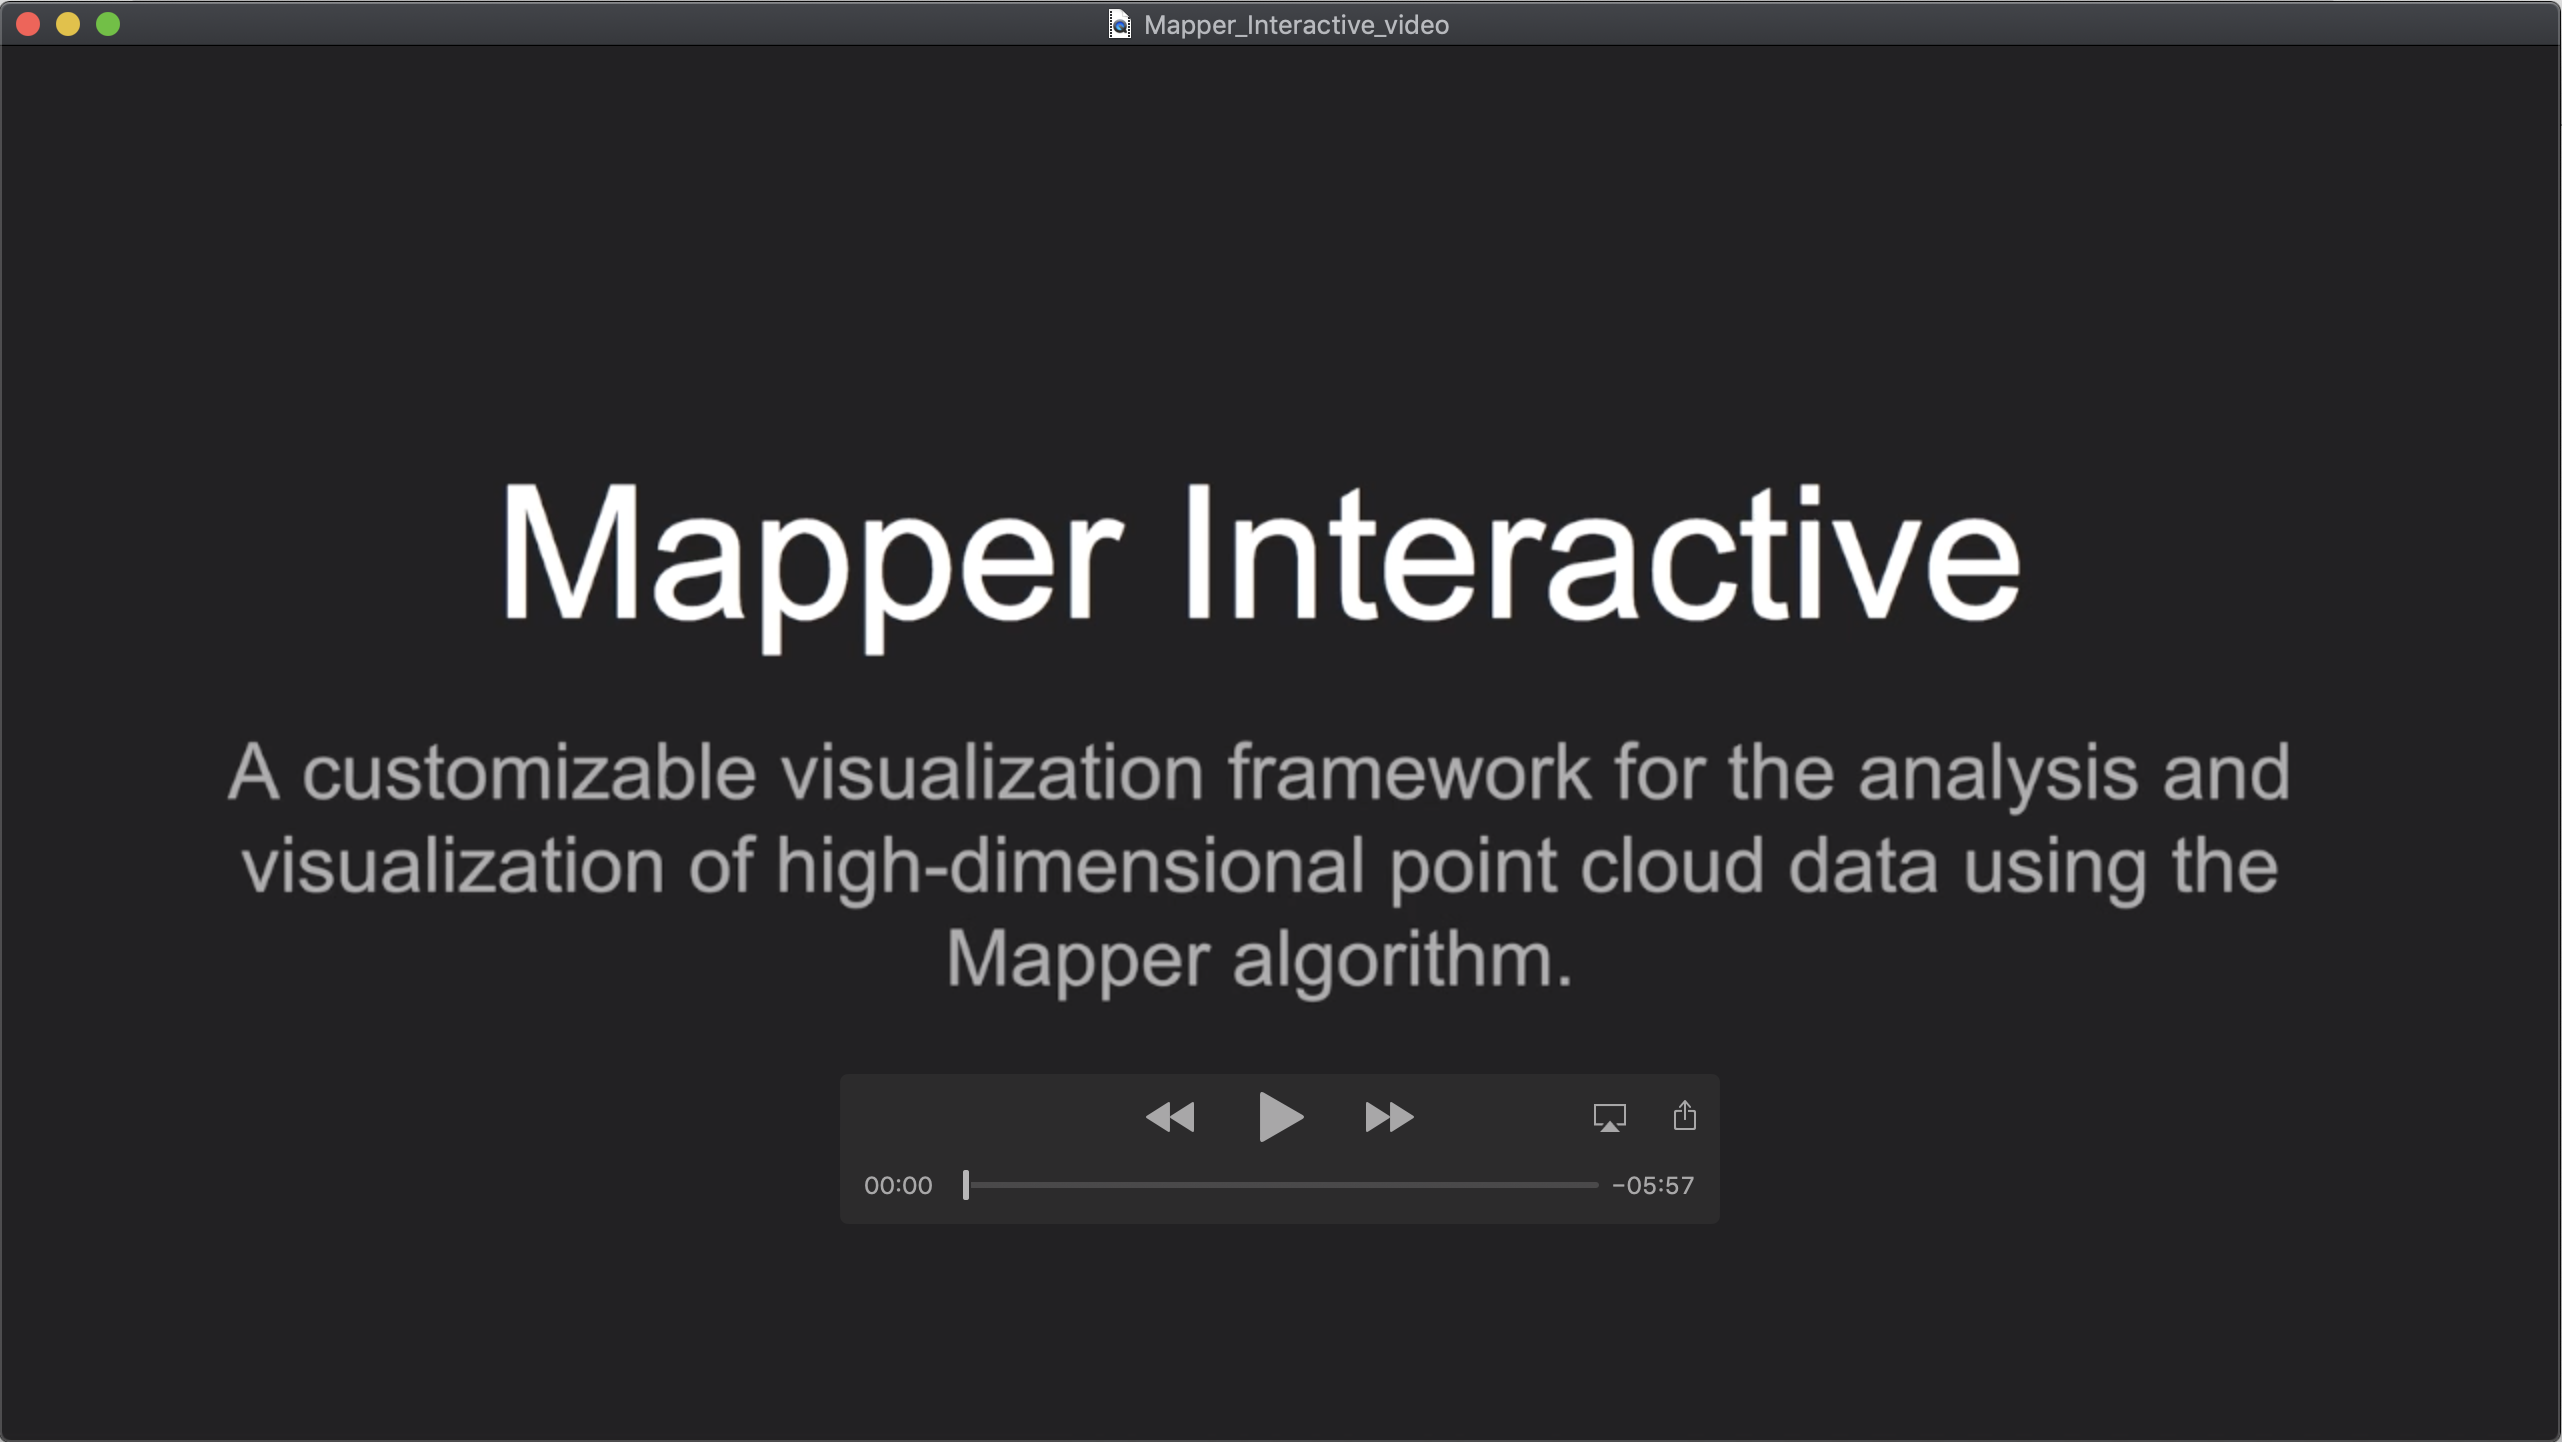 Mapper_Interactive_video
Mapper Interactive
A customizable visualization framework for the analysis and
visualization of high-dimensional point cloud data using the
Mapper algorithm.
00:00
-05:57